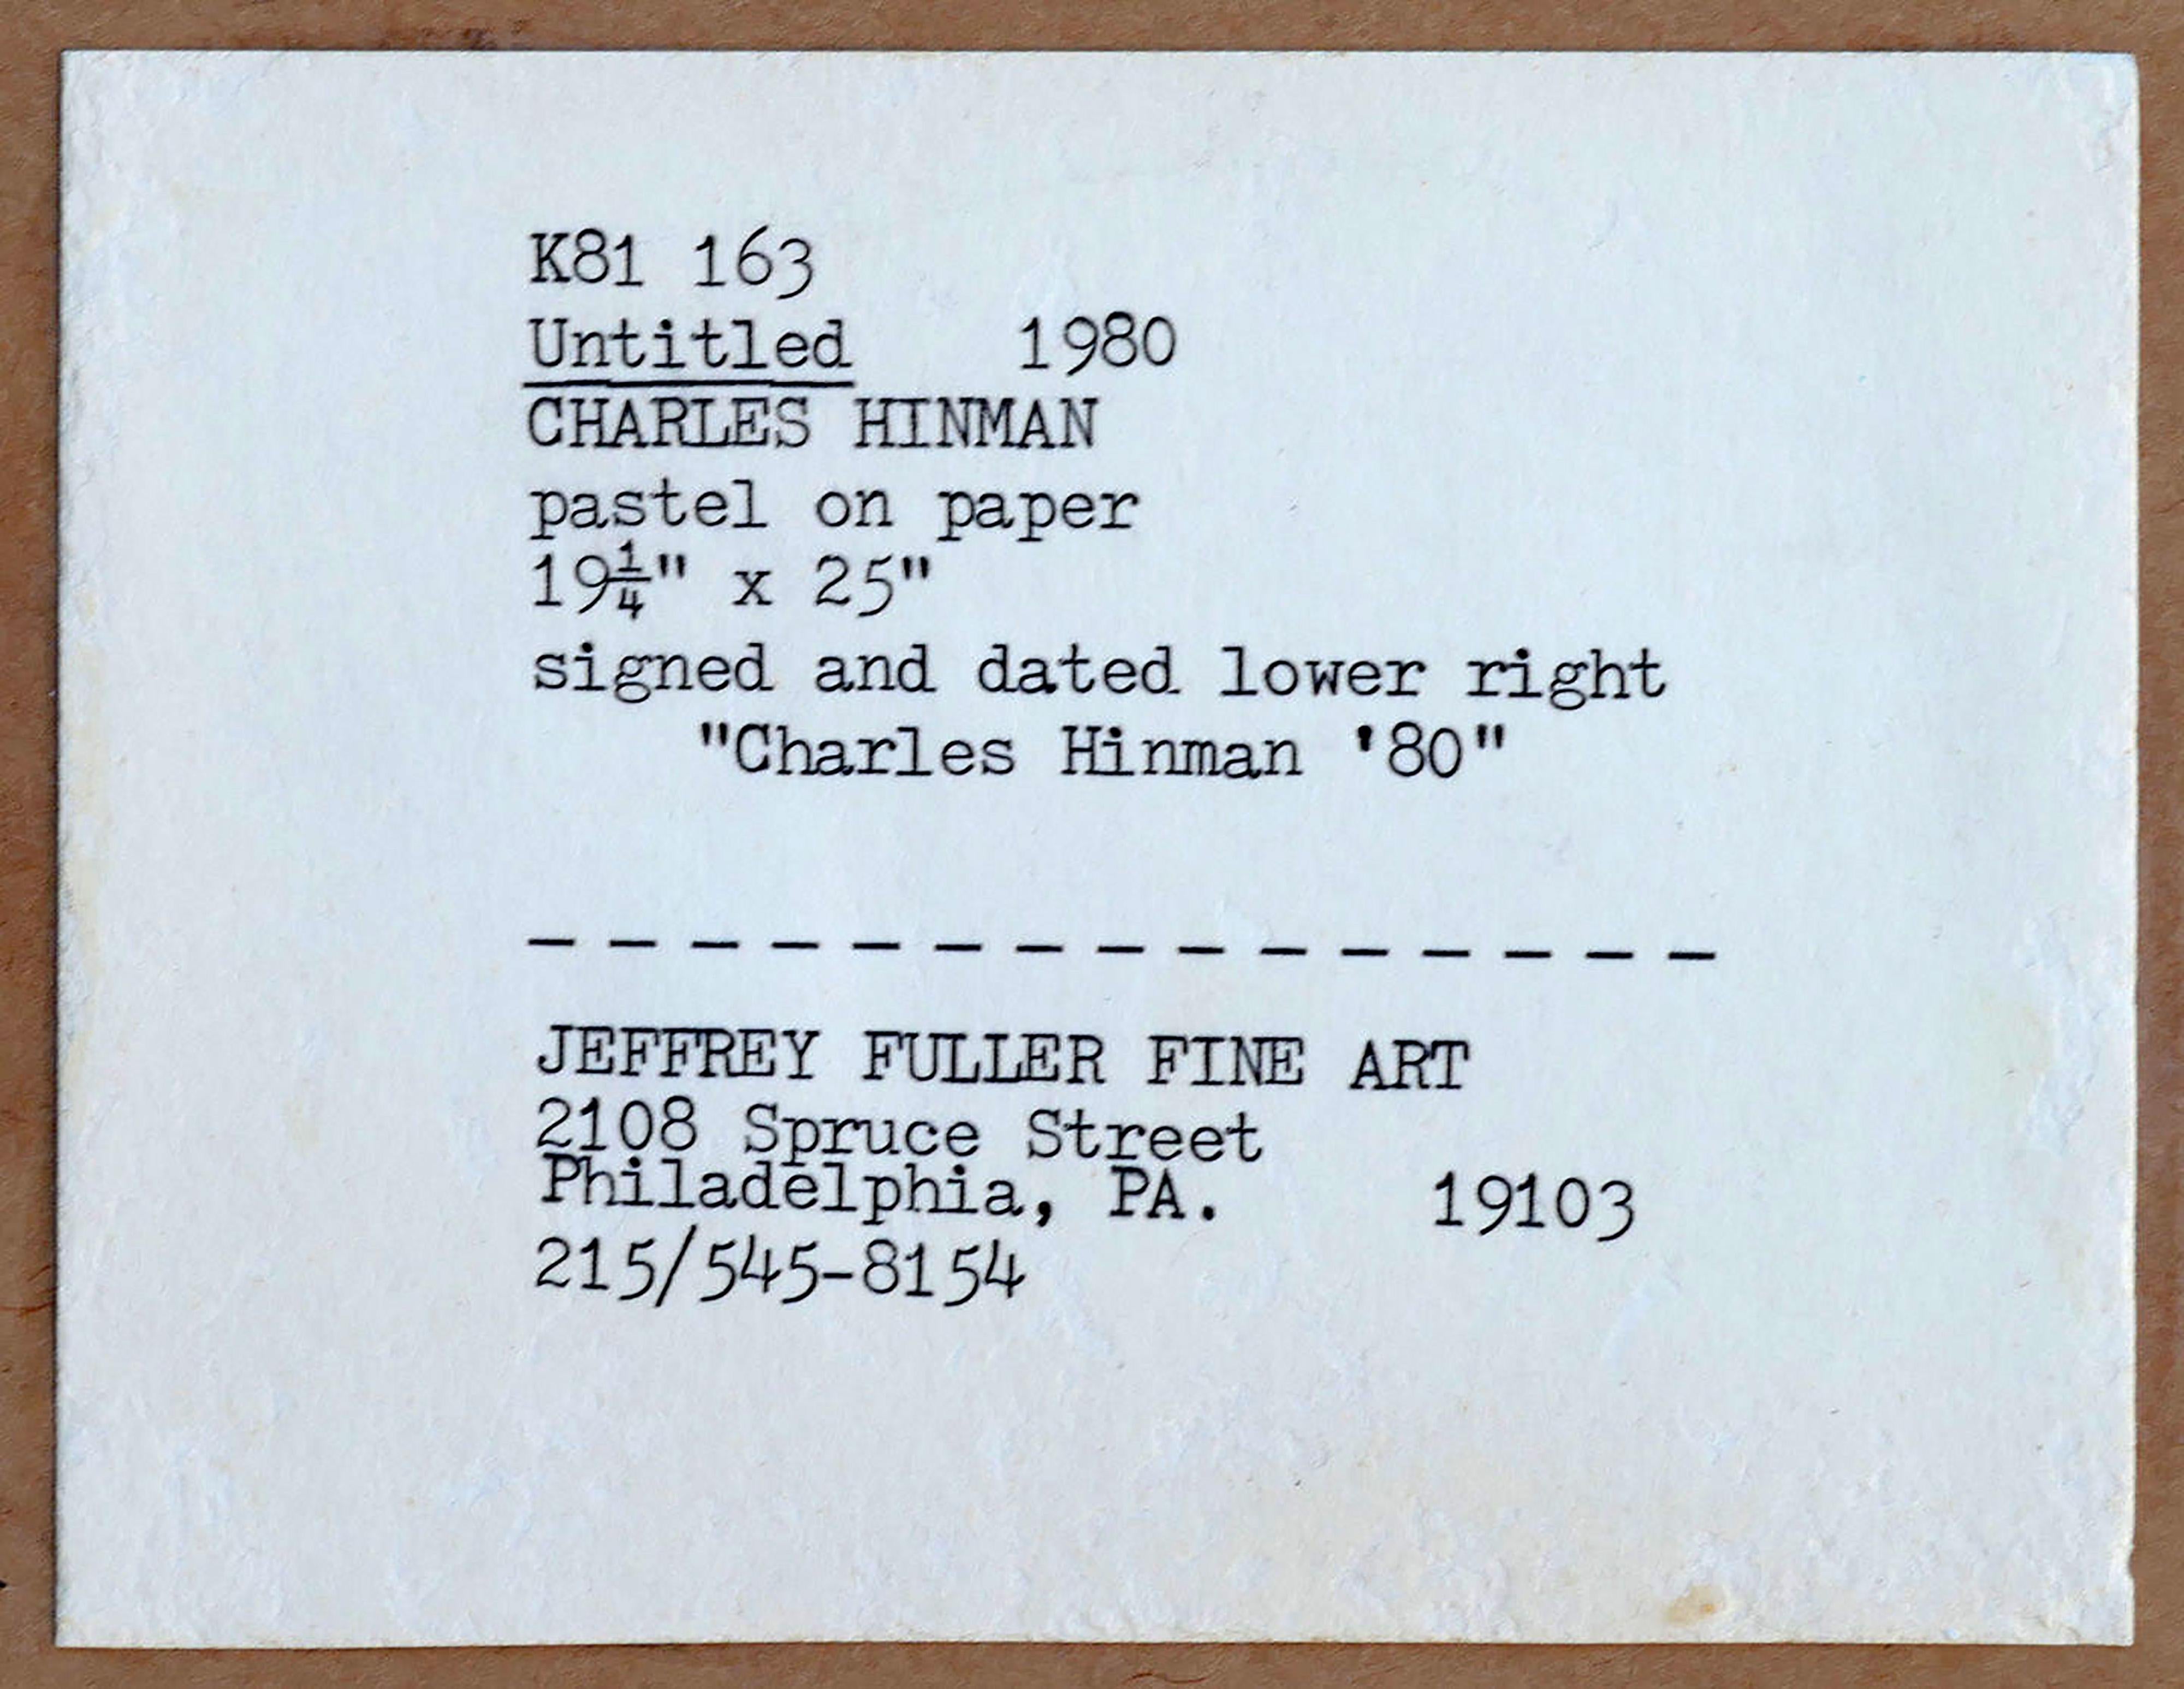 K81 163
Untitled 1980
CHARLES HINMAN
pastel on paper
19¼" x 25"
signed and dated lower right
"Charles Hinman '80"
- - - - - - - - - - - - - - -
JEFFREY FULLER FINE ART
2108 Spruce Street
Philadelphia, PA. 19103
215/545-8154